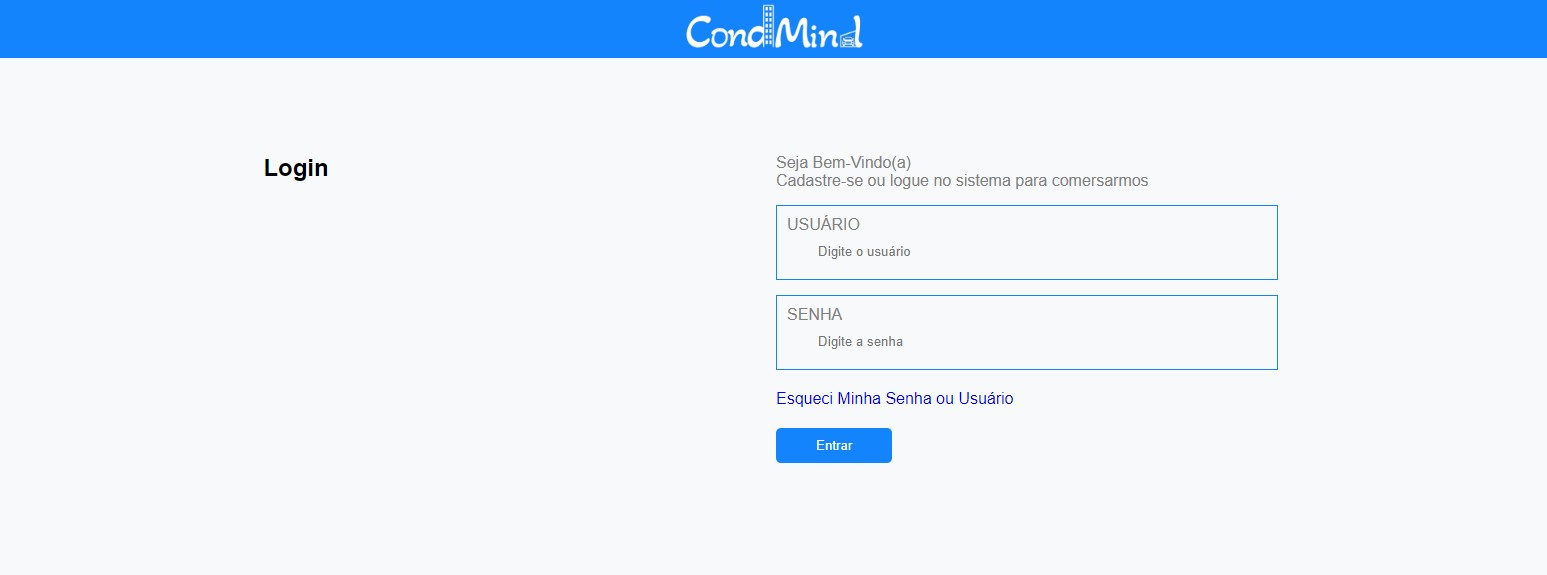 CondMind
Login
Seja Bem-Vindo(a)
Cadastre-se ou logue no sistema para comersarmos
USUÁRIO
Digite o usuário
SENHA
Digite a senha
Esqueci Minha Senha ou Usuário
Entrar